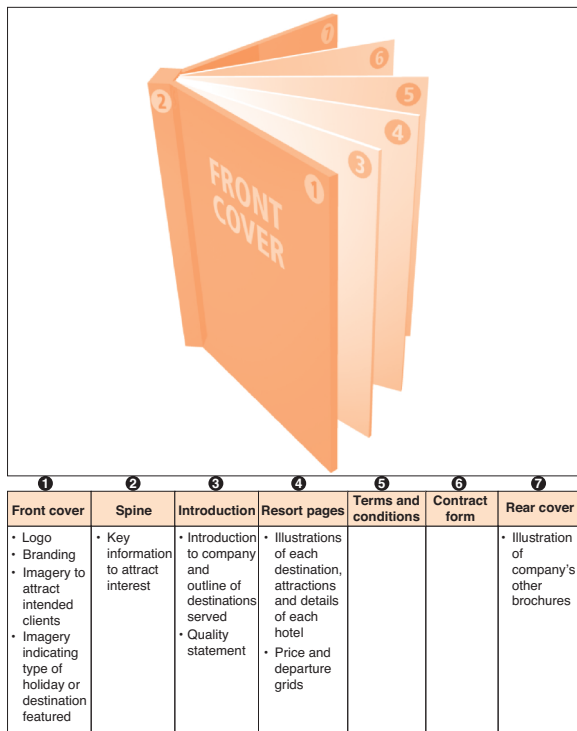 7
6
5
2
4
3
1
FRONT
COVER
1
2
3
4
5
6
7
Front cover
Spine
Introduction
Resort pages
Terms and
conditions
Contract
form
Rear cover
• Logo
• Branding
• Imagery to
attract
intended
clients
• Imagery
indicating
type of
holiday or
destination
featured
• Key
information
to attract
interest
• Introduction
to company
and
outline of
destinations
served
• Quality
statement
• Illustrations
of each
destination,
attractions
and details
of each
hotel
• Price and
departure
grids
• Illustration
of
company’s
other
brochures